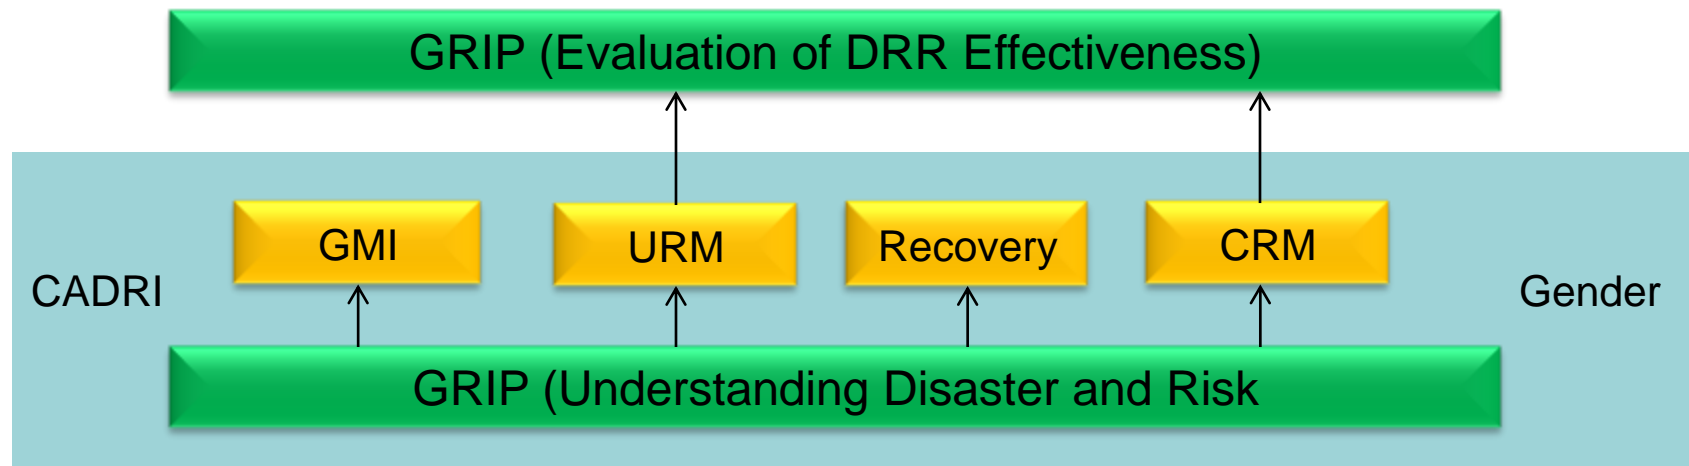 GRIP (Evaluation of DRR Effectiveness)
GMI
URM
Recovery
CRM
CADRI
Gender
GRIP (Understanding Disaster and Risk